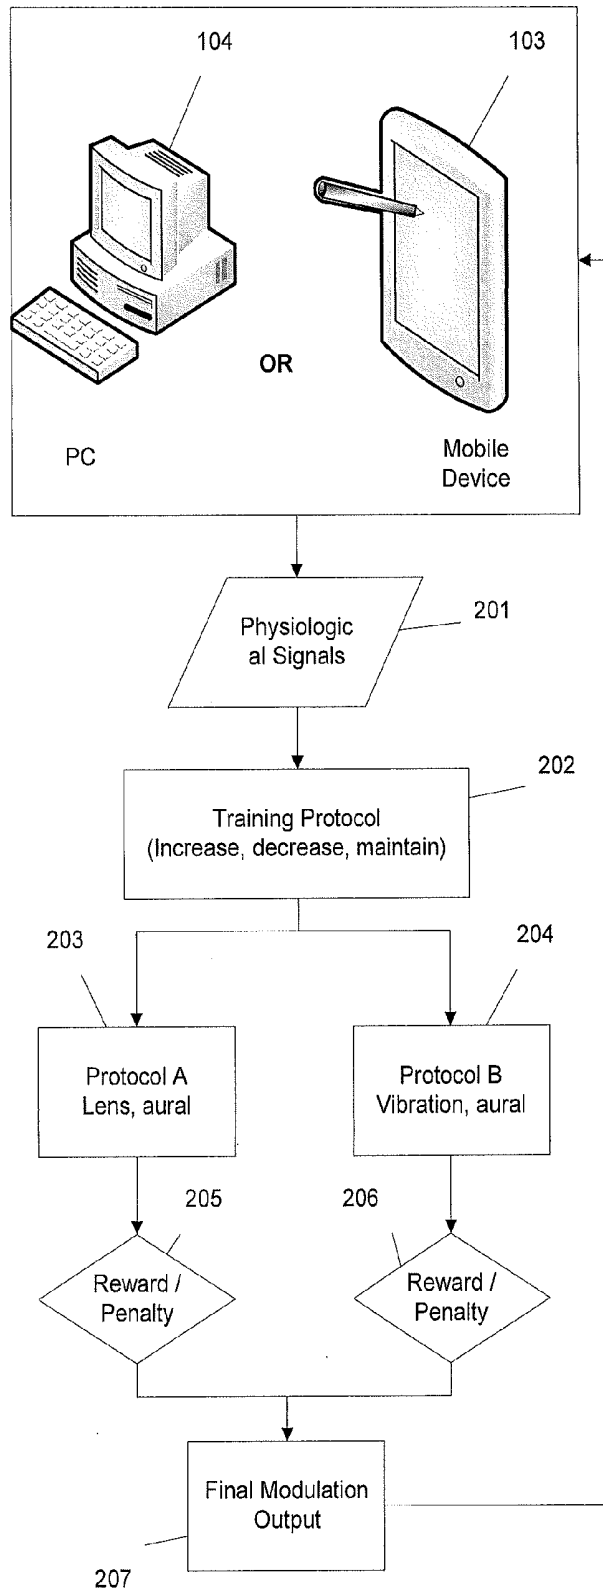 104
103
OR
PC
Mobile
Device
201
Physiologic
al Signals
202
Training Protocol
(Increase, decrease, maintain)
203
204
Protocol A
Lens, aural
Protocol B
Vibration, aural
205
206
Reward /
Penalty
Reward /
Penalty
Final Modulation
Output
207